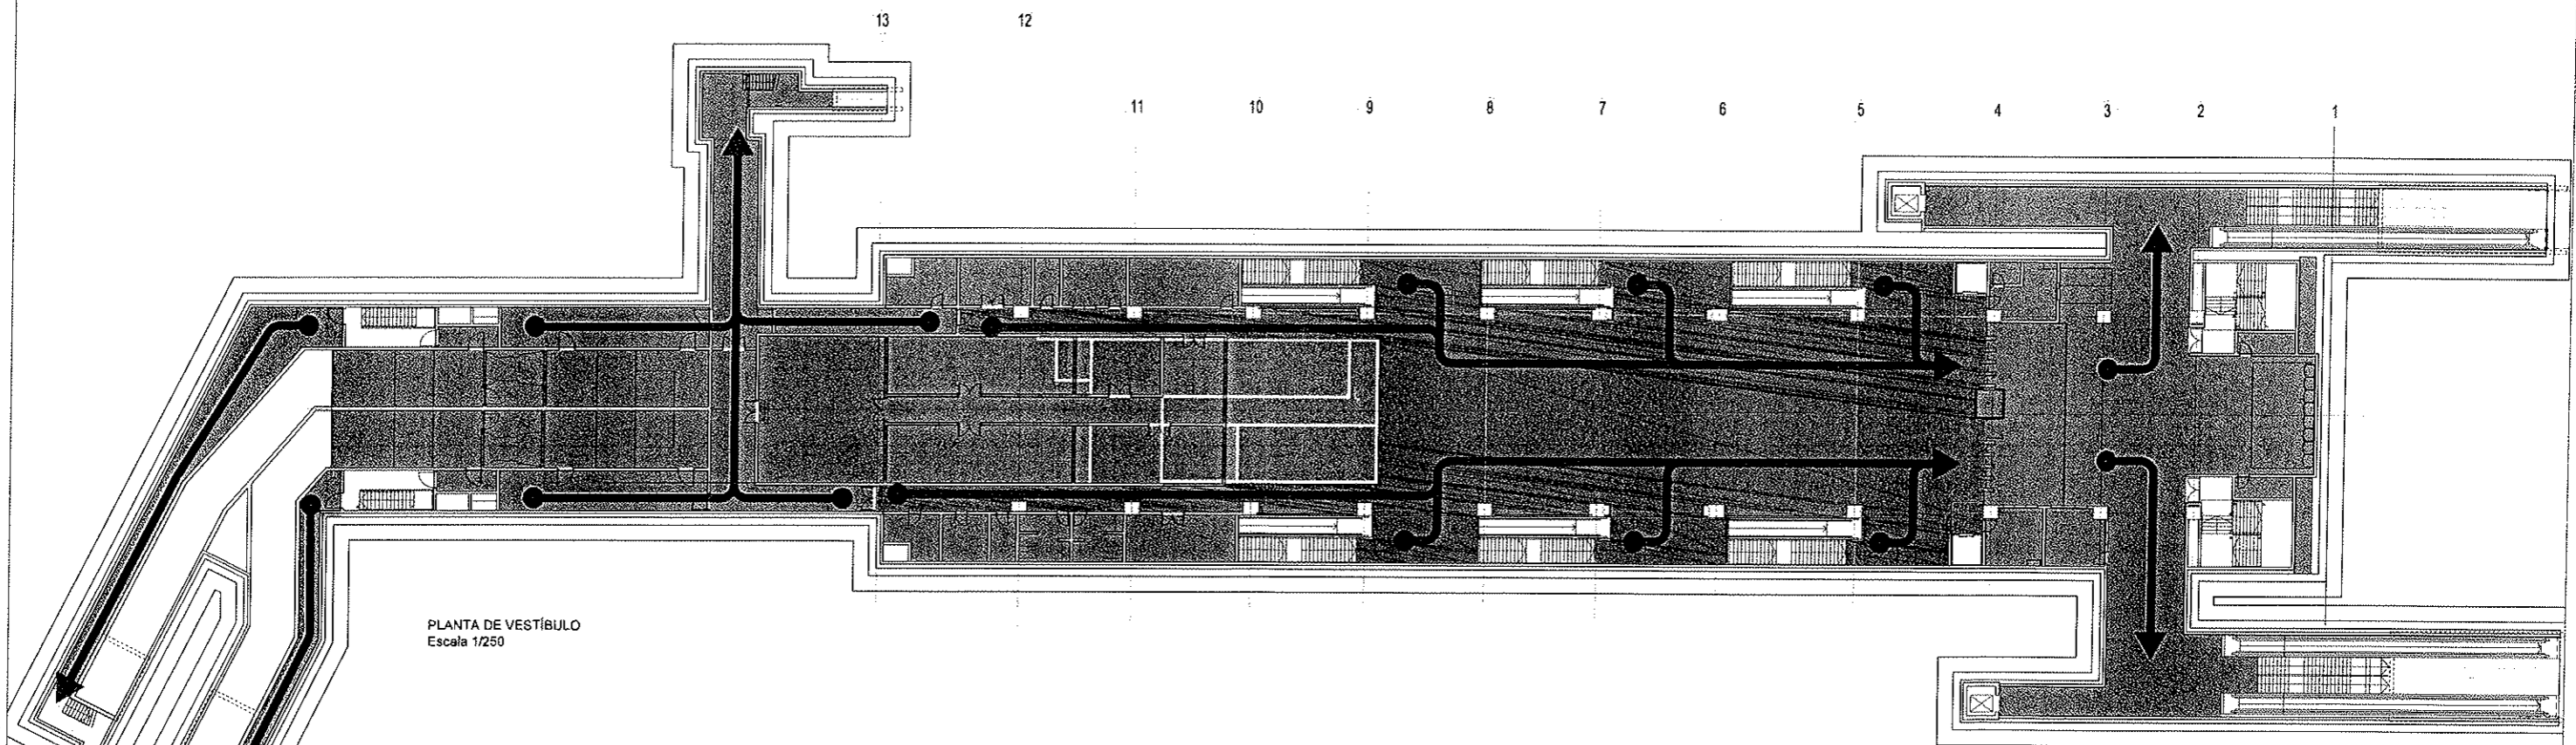 13 12
11 10 9 8 7 6 5 4 3 2 1
PLANTA DE VESTÍBULO
Escala 1/250